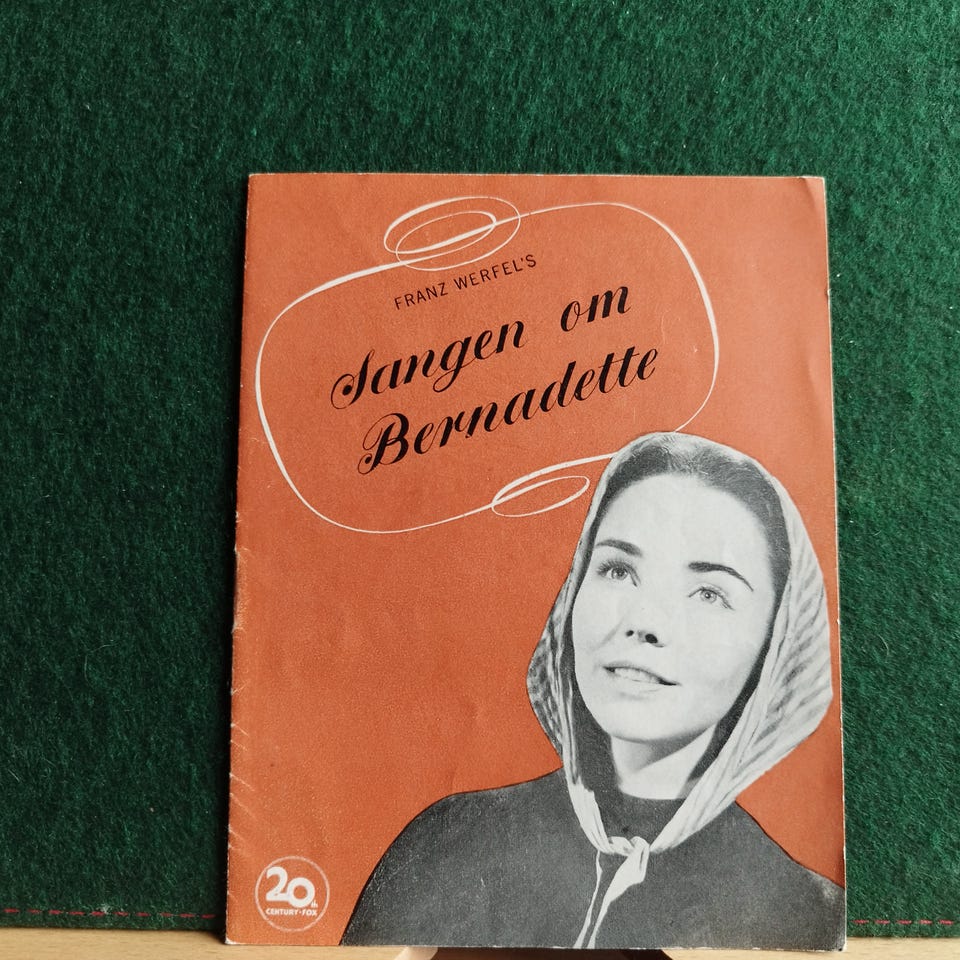 FRANZ WERFEL'S
Sangen om
Bernadette
20th
CENTURY-FOX